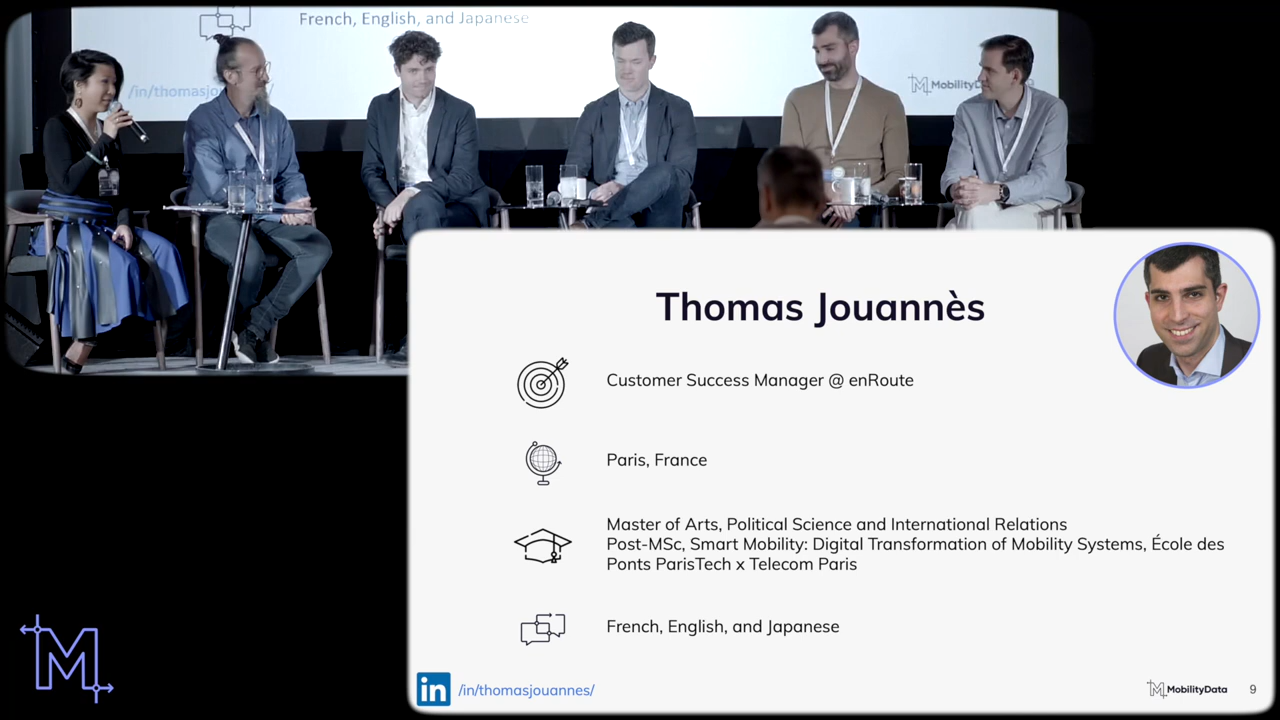 French, English, and Japanese
/in/thomasjo
MobilityDa
Thomas Jouannès
Customer Success Manager @ enRoute
Paris, France
Master of Arts, Political Science and International Relations
Post-MSc, Smart Mobility: Digital Transformation of Mobility Systems, École des
Ponts ParisTech x Telecom Paris
French, English, and Japanese
M
in /in/thomasjouannes/
MobilityData 9